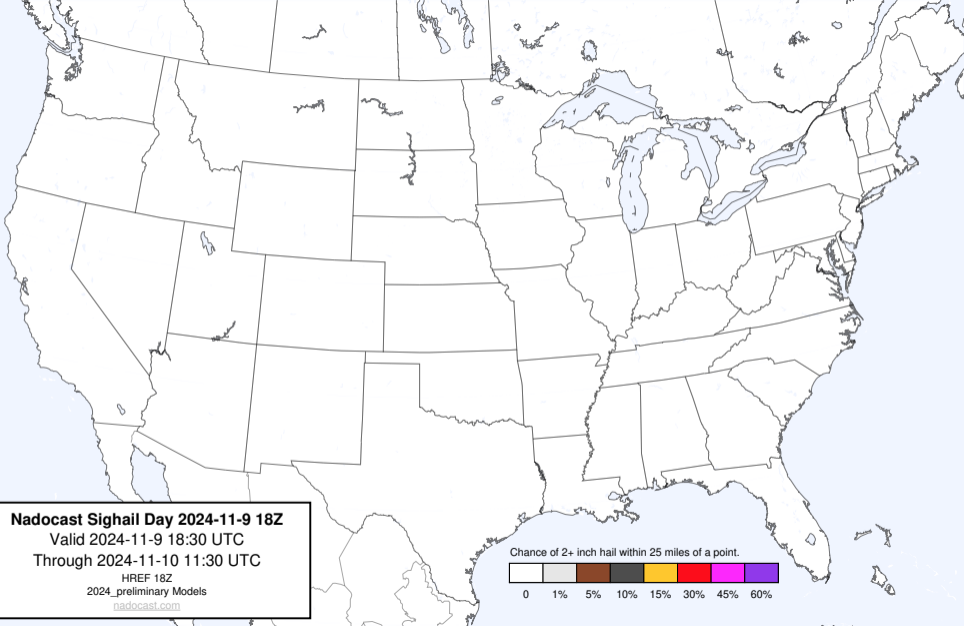 Nadocast Sighail Day 2024-11-9 18Z
Valid 2024-11-9 18:30 UTC
Through 2024-11-10 11:30 UTC
HREF 18Z
2024_preliminary Models
nadocast.com
Chance of 2+ inch hail within 25 miles of a point.
0 1% 5% 10% 15% 30% 45% 60%